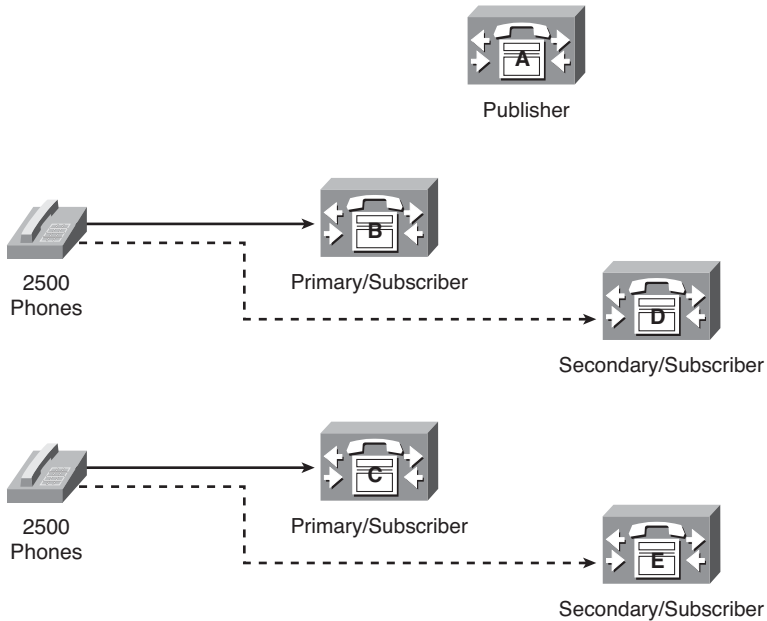 A
Publisher
B
2500
Phones
Primary/Subscriber
D
Secondary/Subscriber
C
2500
Phones
Primary/Subscriber
E
Secondary/Subscriber